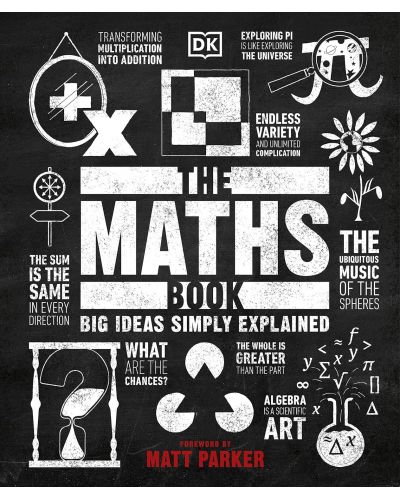 TRANSFORMING
MULTIPLICATION
INTO ADDITION
DK
EXPLORING PI
IS LIKE EXPLORING
THE UNIVERSE
+
x
π
ENDLESS
VARIETY
AND UNLIMITED
COMPLICATION
THE
MATHS
BOOK
BIG IDEAS SIMPLY EXPLAINED
THE SUM
IS THE
SAME
IN EVERY
DIRECTION
THE
UBIQUITOUS
MUSIC
OF THE
SPHERES
WHAT
ARE THE
CHANCES?
?
THE WHOLE IS
GREATER
THAN THE PART
ALGEBRA
IS A SCIENTIFIC
ART
FOREWORD BY
MATT PARKER